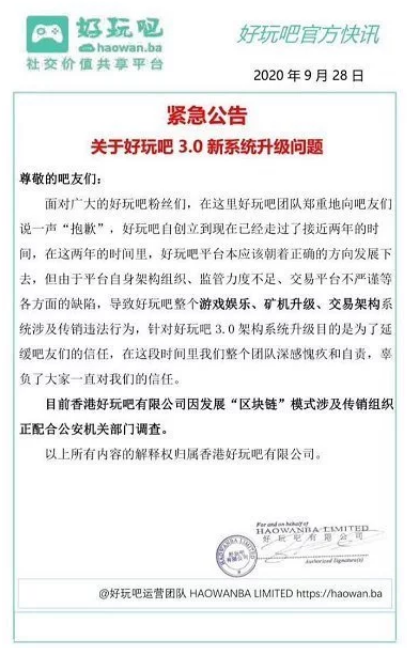 好玩吧
haowan.ba
社交价值共享平台
好玩吧官方快讯
2020 年 9 月 28 日
紧急公告
关于好玩吧 3.0 新系统升级问题
尊敬的吧友们：
面对广大的好玩吧粉丝们，在这里好玩吧团队郑重地向吧友们
说一声“抱歉”，好玩吧自创立到现在已经走过了接近两年的时
间，在这两年的时间里，好玩吧平台本应该朝着正确的方向发展下
去，但由于平台自身架构组织、监管力度不足、交易平台不严谨等
各方面的缺陷，导致好玩吧整个游戏娱乐、矿机升级、交易架构系
统涉及传销违法行为，针对好玩吧 3.0 架构系统升级目的是为了延
缓吧友们的信任，在这段时间里我们整个团队深感愧疚和自责，辜
负了大家一直对我们的信任。
目前香港好玩吧有限公司因发展“区块链”模式涉及传销组织
正配合公安机关部门调查。
以上所有内容的解释权归属香港好玩吧有限公司。
For and on behalf of
HAOWANBA LIMITED
好玩吧有限公司
Authorized Signature(s)
@好玩吧运营团队 HAOWANBA LIMITED https://haowan.ba